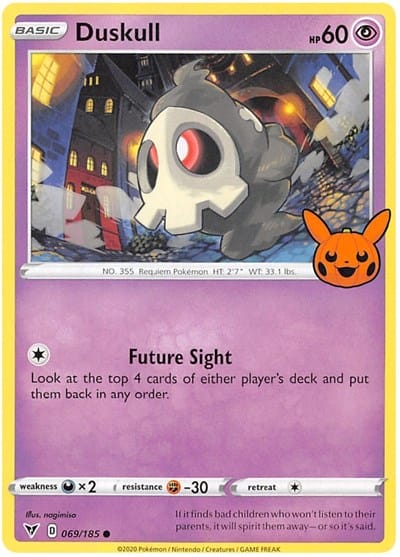 BASIC Duskull HP 60
NO. 355 Requiem Pokémon HT: 2'7" WT: 33.1 lbs.
Future Sight
Look at the top 4 cards of either player's deck and put
them back in any order.
weakness ×2 resistance -30 retreat
Illus. nagimiso
D 069/185
If it finds bad children who won't listen to their
parents, it will spirit them away—or so it's said.
©2020 Pokémon / Nintendo / Creatures / GAME FREAK